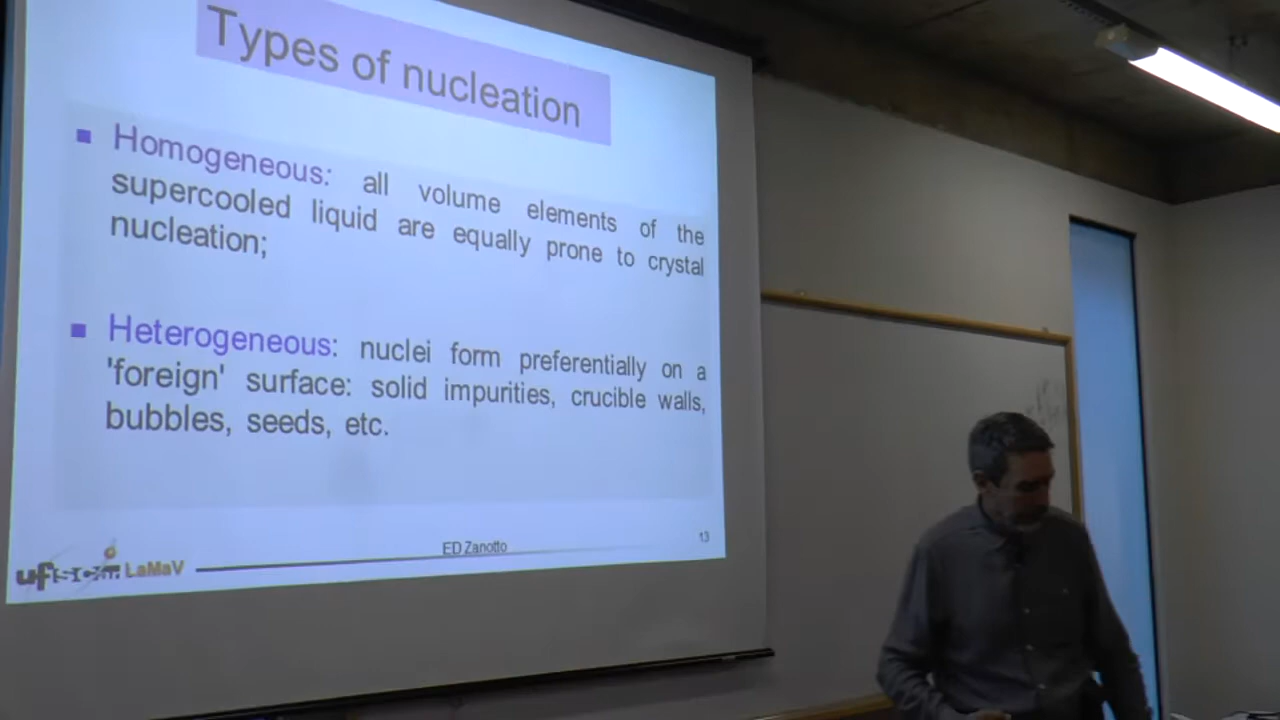 Types of nucleation
Homogeneous: all volume elements of the
supercooled liquid are equally prone to crystal
nucleation;
Heterogeneous: nuclei form preferentially on a
'foreign' surface: solid impurities, crucible walls,
bubbles, seeds, etc.
ED Zanotto
13
LaMaV